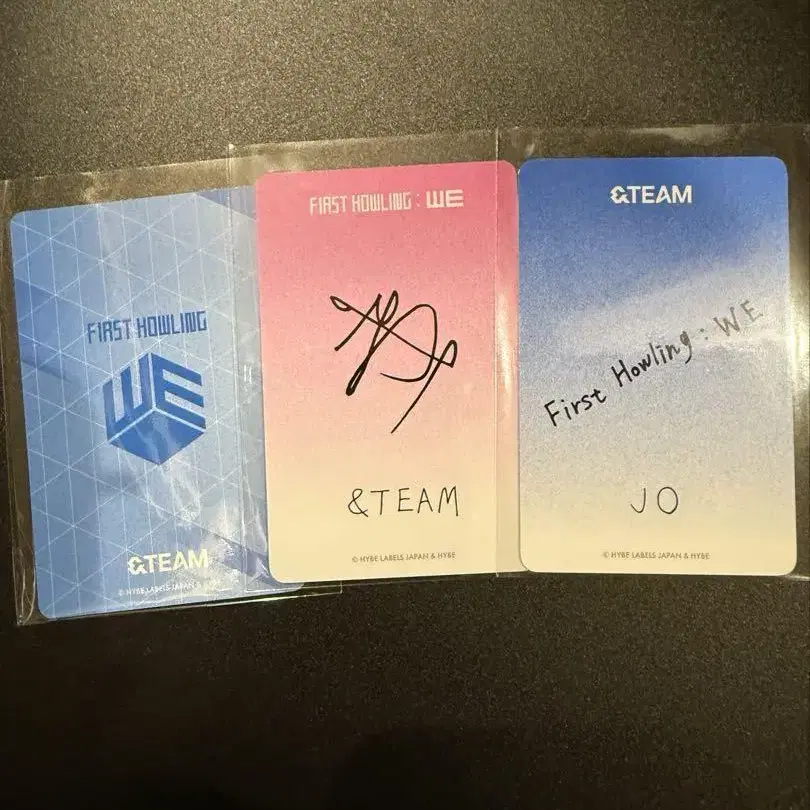 FIRST HOWLING
WE
&TEAM
© HYBE LABELS JAPAN & HYBE
FIRST HOWLING : WE
&TEAM
© HYBE LABELS JAPAN & HYBE
&TEAM
First Howling : WE
JO
© HYBE LABELS JAPAN & HYBE